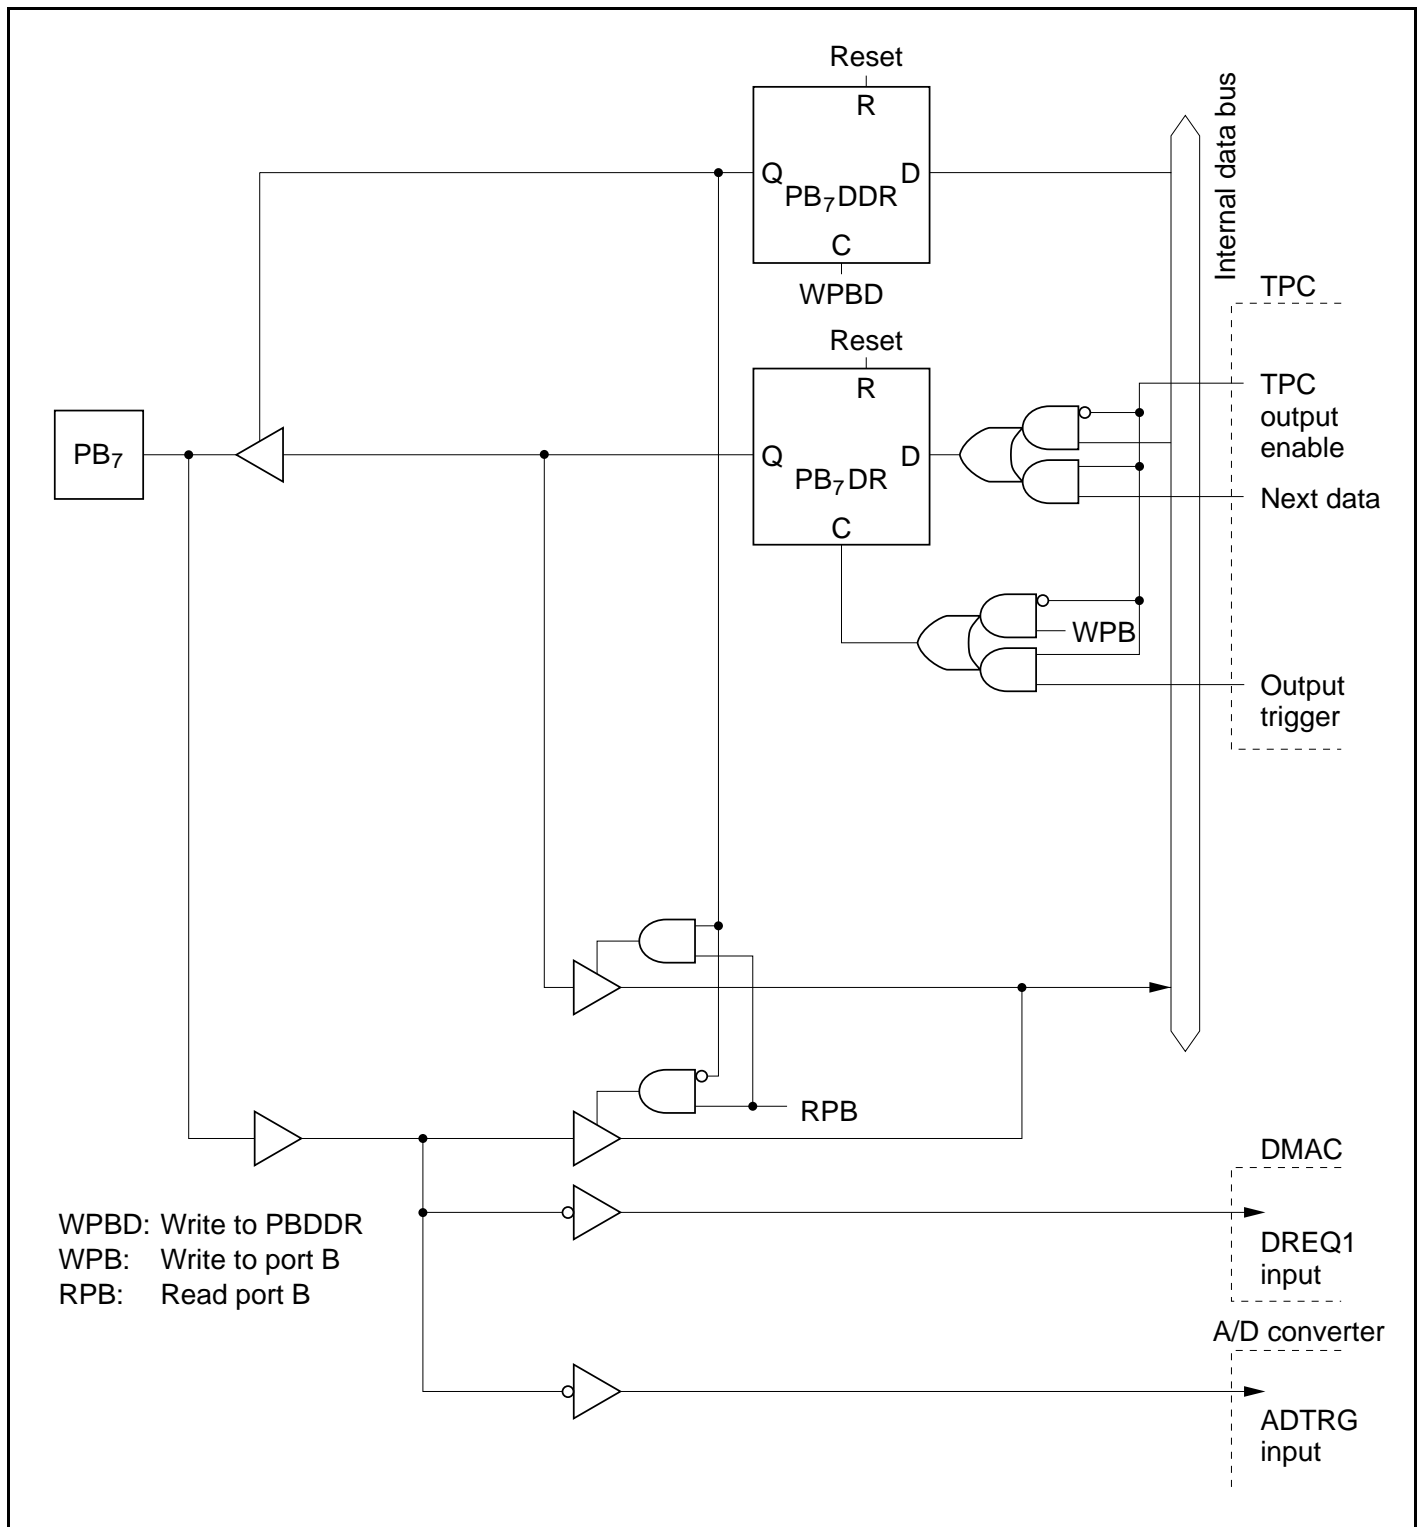 Reset
R
Internal data bus
Q
D
PB7DDR
C
WPBD
TPC
Reset
R
TPC
output
enable
PB7
Q
D
PB7DR
Next data
C
WPB
Output
trigger
RPB
DMAC
WPBD: Write to PBDDR
WPB: Write to port B
RPB: Read port B
DREQ1
input
A/D converter
ADTRG
input